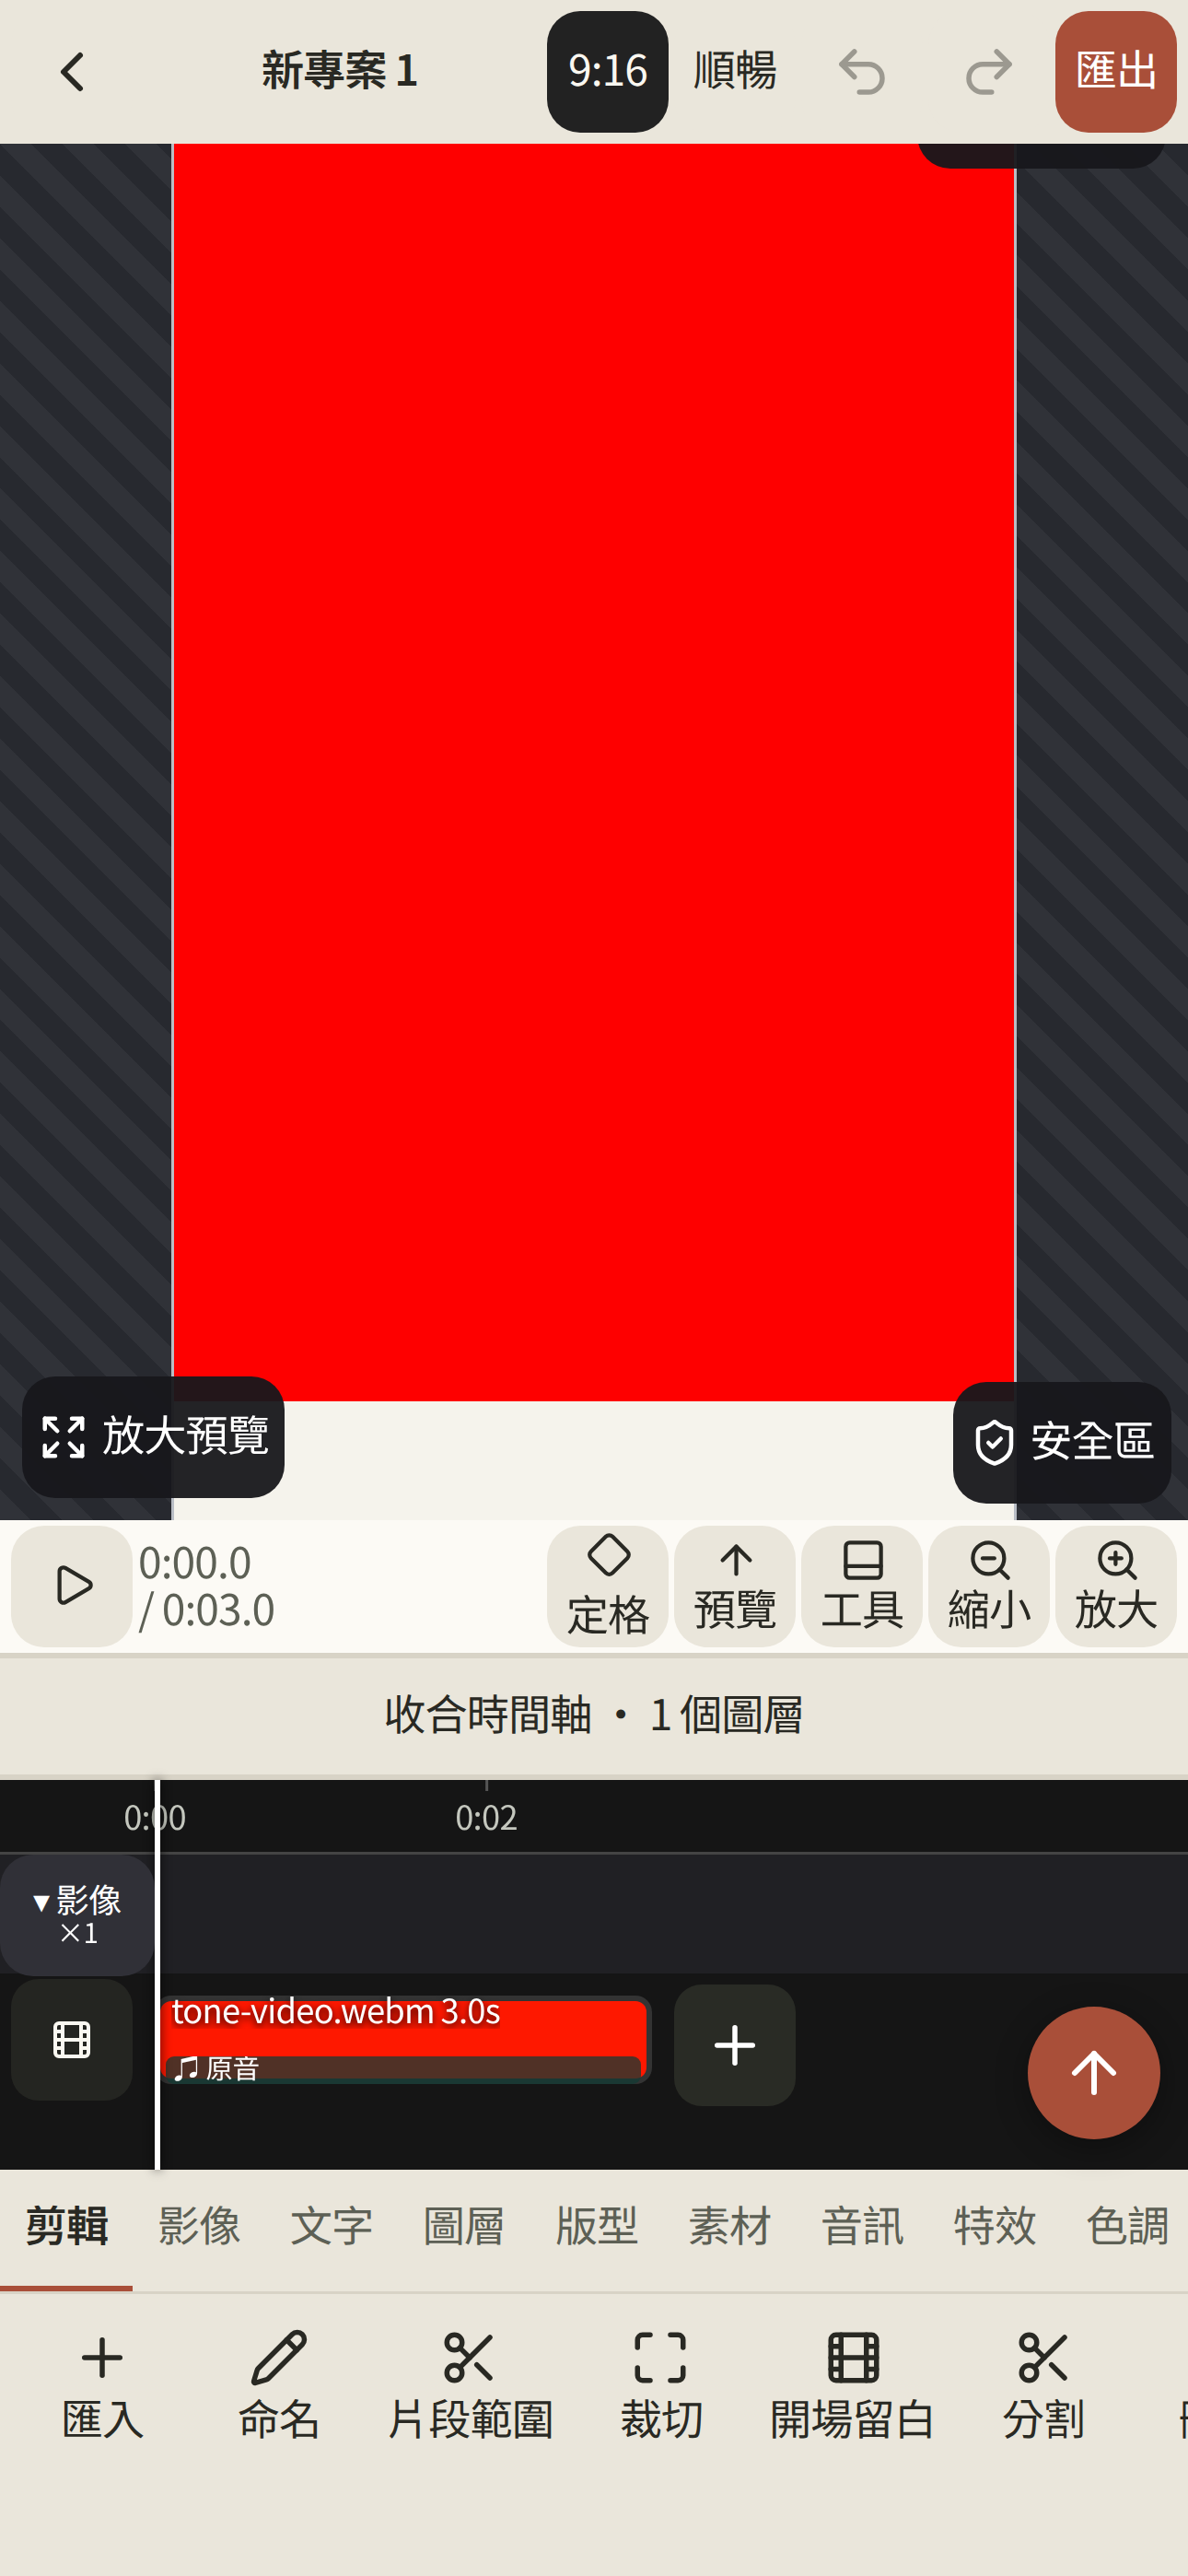 新專案 1
9:16
順暢
匯出
放大預覽
安全區
0:00.0
/ 0:03.0
定格
預覽
工具
縮小
放大
收合時間軸 · 1 個圖層
0:00
0:02
▾ 影像
×1
tone-video.webm 3.0s
♫ 原音
剪輯
影像
文字
圖層
版型
素材
音訊
特效
色調
匯入
命名
片段範圍
裁切
開場留白
分割